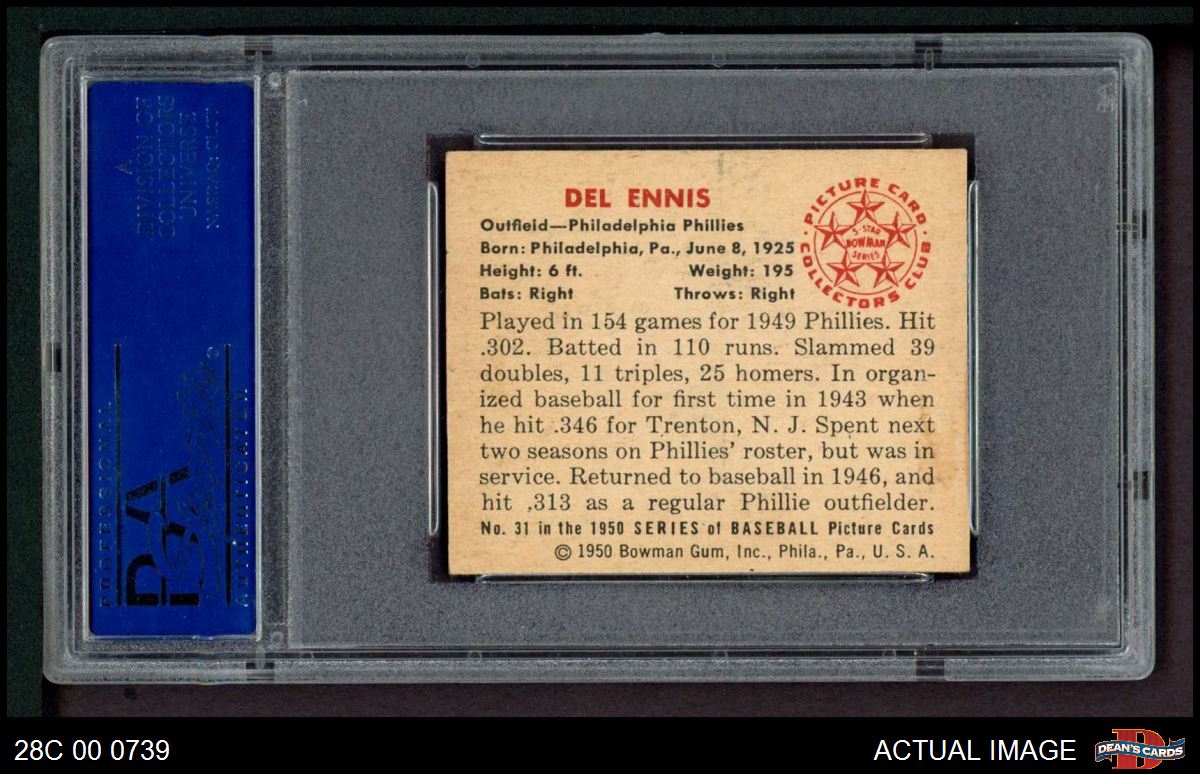 A
DIVISION OF
COLLECTORS
UNIVERSE
NASDAQ: CLCT
PROFESSIONAL
PSA
AUTHENTICATOR
DEL ENNIS
Outfield—Philadelphia Phillies
Born: Philadelphia, Pa., June 8, 1925
Height: 6 ft. Weight: 195
Bats: Right Throws: Right
PICTURE CARD
COLLECTORS CLUB
5-STAR
BOWMAN
SERIES
Played in 154 games for 1949 Phillies. Hit
.302. Batted in 110 runs. Slammed 39
doubles, 11 triples, 25 homers. In organ-
ized baseball for first time in 1943 when
he hit .346 for Trenton, N. J. Spent next
two seasons on Phillies’ roster, but was in
service. Returned to baseball in 1946, and
hit .313 as a regular Phillie outfielder.
No. 31 in the 1950 SERIES of BASEBALL Picture Cards
© 1950 Bowman Gum, Inc., Phila., Pa., U. S. A.
28C 00 0739
ACTUAL IMAGE
DEAN'S CARDS